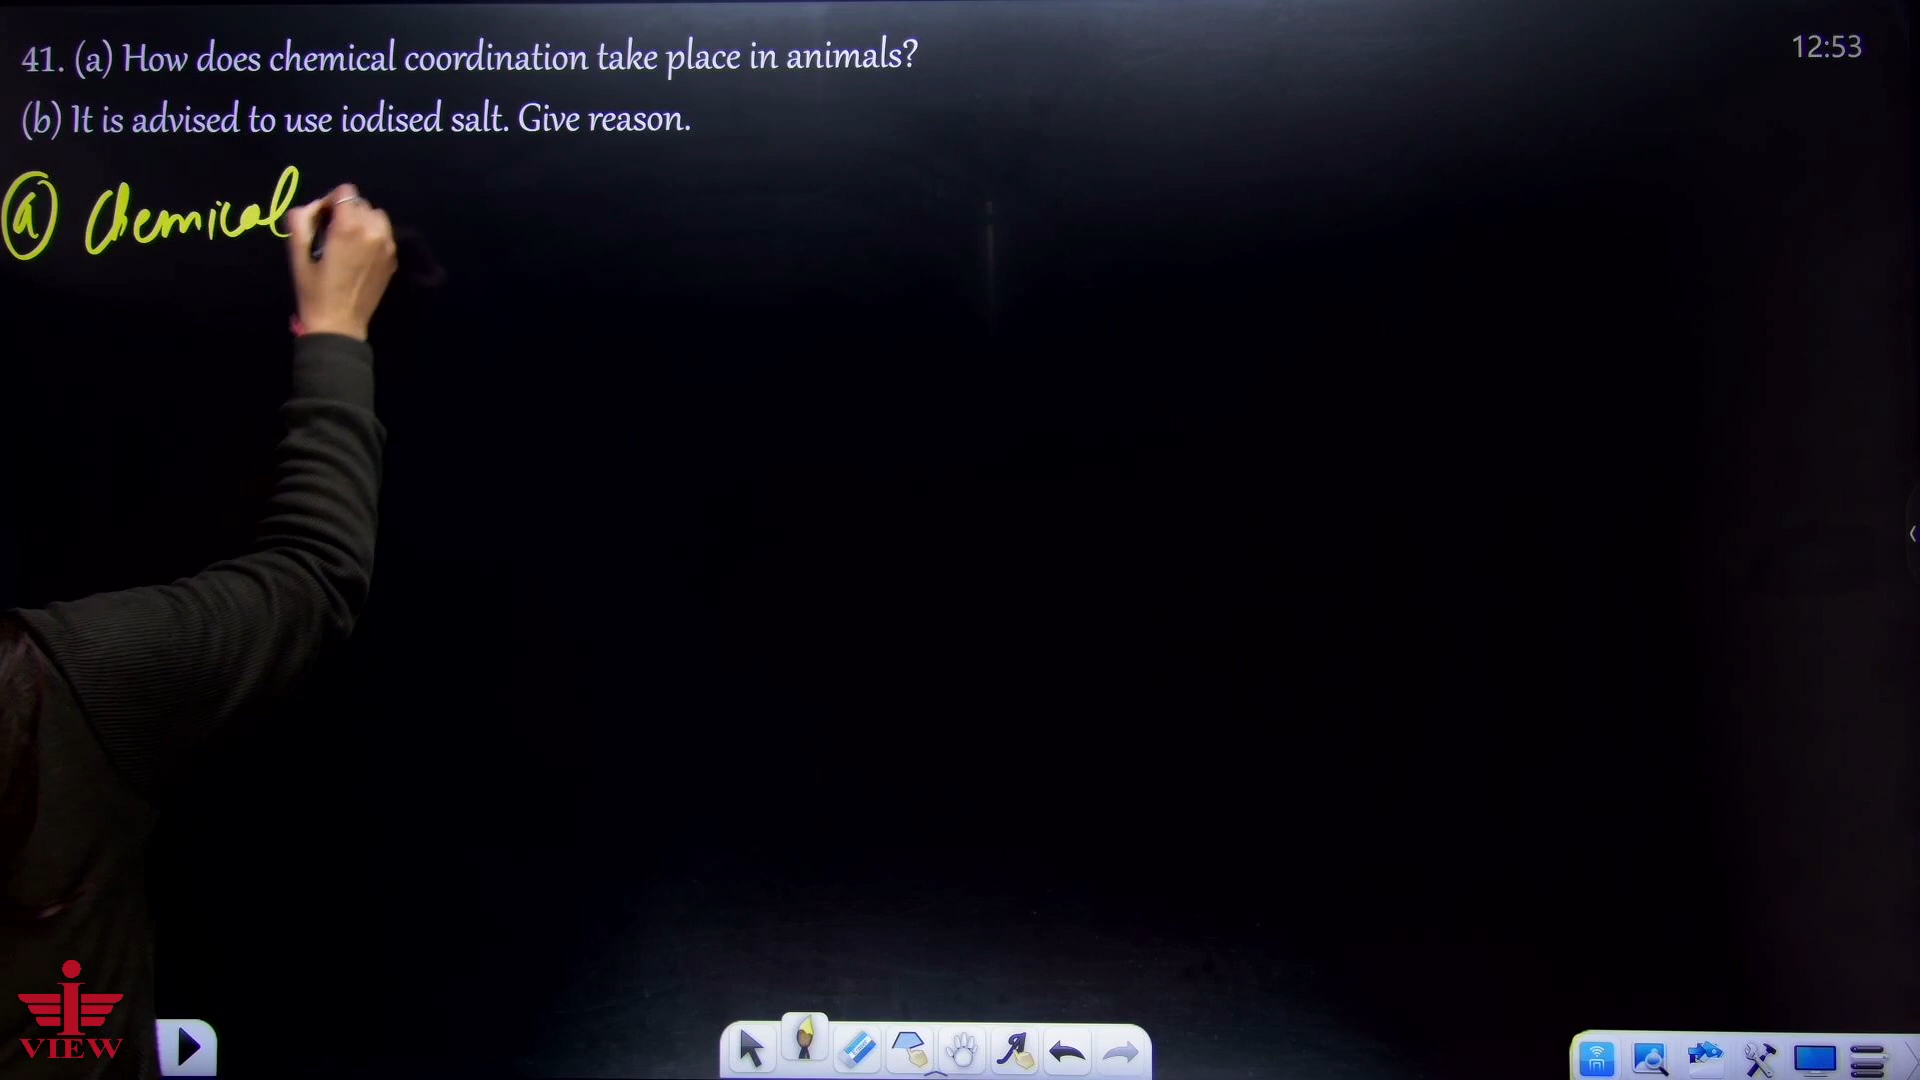 41. (a) How does chemical coordination take place in animals?
12:53
(b) It is advised to use iodised salt. Give reason.
(a) Chemical
VIEW